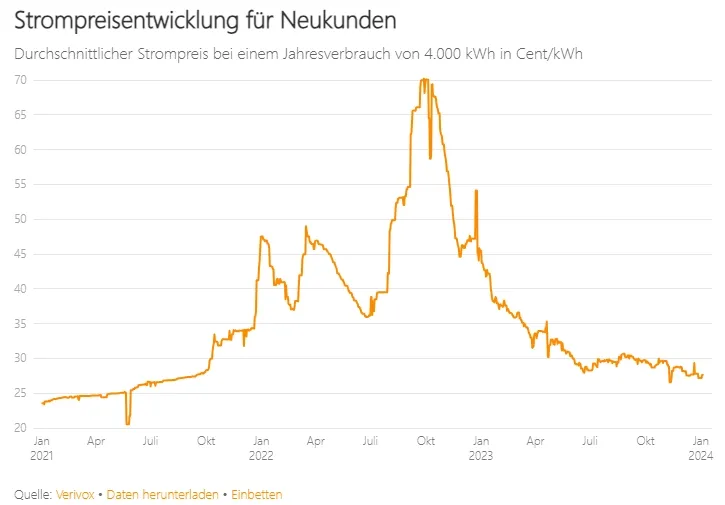 Strompreisentwicklung für Neukunden
Durchschnittlicher Strompreis bei einem Jahresverbrauch von 4.000 kWh in Cent/kWh
70
65
60
55
50
45
40
35
30
25
20
Jan Apr Juli Okt Jan Apr Juli Okt Jan Apr Juli Okt Jan
2021 2022 2023 2024
Quelle: Verivox • Daten herunterladen • Einbetten